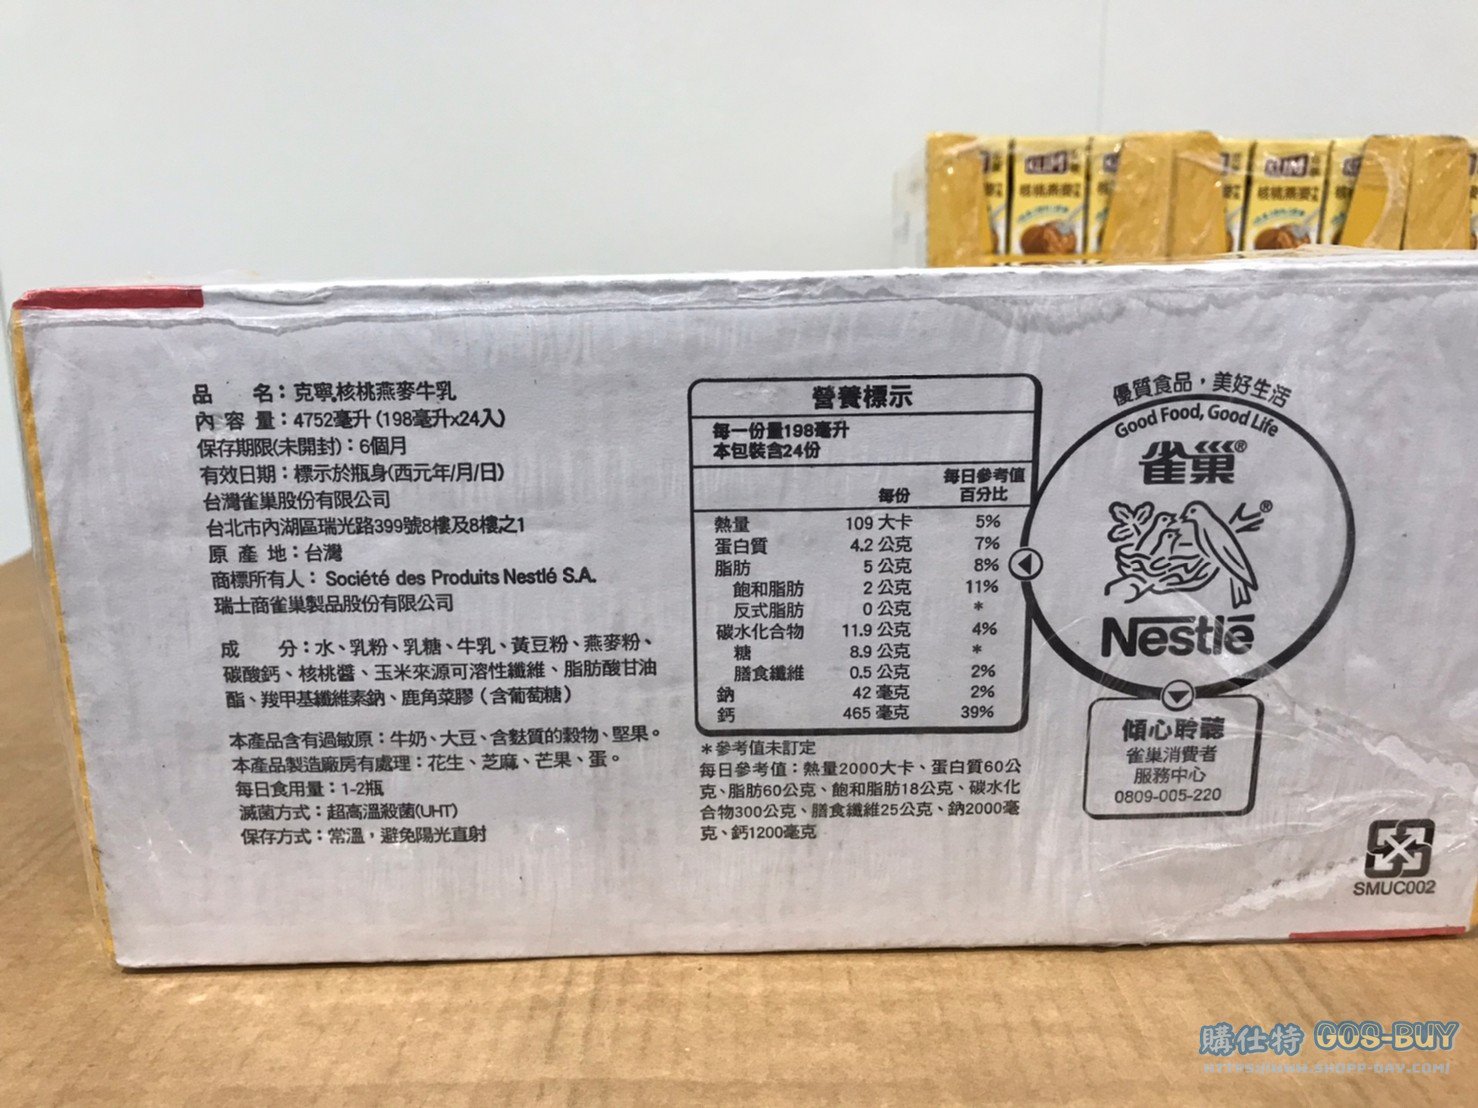 KLIM
KLIM
核桃燕麥
核桃燕麥
品 名：克寧核桃燕麥牛乳
內 容 量：4752毫升 (198毫升x24入)
保存期限(未開封)：6個月
有效日期：標示於瓶身(西元年/月/日)
台灣雀巢股份有限公司
台北市內湖區瑞光路399號8樓及8樓之1
原 產 地：台灣
商標所有人：Société des Produits Nestlé S.A.
瑞士商雀巢製品股份有限公司
成 分：水、乳粉、乳糖、牛乳、黃豆粉、燕麥粉、
碳酸鈣、核桃醬、玉米來源可溶性纖維、脂肪酸甘油
酯、羧甲基纖維素鈉、鹿角菜膠（含葡萄糖）
本產品含有過敏原：牛奶、大豆、含麩質的穀物、堅果。
本產品製造廠房有處理：花生、芝麻、芒果、蛋。
每日食用量：1-2瓶
滅菌方式：超高溫殺菌(UHT)
保存方式：常溫，避免陽光直射
營養標示
每一份量198毫升
本包裝含24份
每份 每日參考值百分比
熱量 109 大卡 5%
蛋白質 4.2 公克 7%
脂肪 5 公克 8%
飽和脂肪 2 公克 11%
反式脂肪 0 公克 *
碳水化合物 11.9 公克 4%
糖 8.9 公克 *
膳食纖維 0.5 公克 2%
鈉 42 毫克 2%
鈣 465 毫克 39%
*參考值未訂定
每日參考值：熱量2000大卡、蛋白質60公
克、脂肪60公克、飽和脂肪18公克、碳水化
合物300公克、膳食纖維25公克、鈉2000毫
克、鈣1200毫克
優質食品，美好生活
Good Food, Good Life
雀巢®
®
Nestlé
傾心聆聽
雀巢消費者
服務中心
0809-005-220
SMUC002
購仕特 GOS-BUY
HTTPS://WWW.SHOPP-DAY.COM/